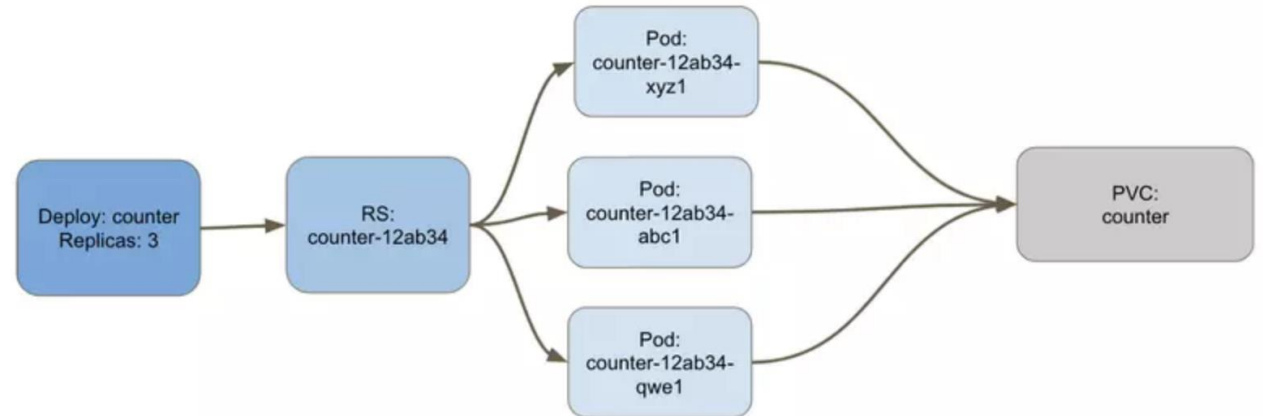 Deploy: counter
Replicas: 3
RS:
counter-12ab34
Pod:
counter-12ab34-
xyz1
Pod:
counter-12ab34-
abc1
Pod:
counter-12ab34-
qwe1
PVC:
counter